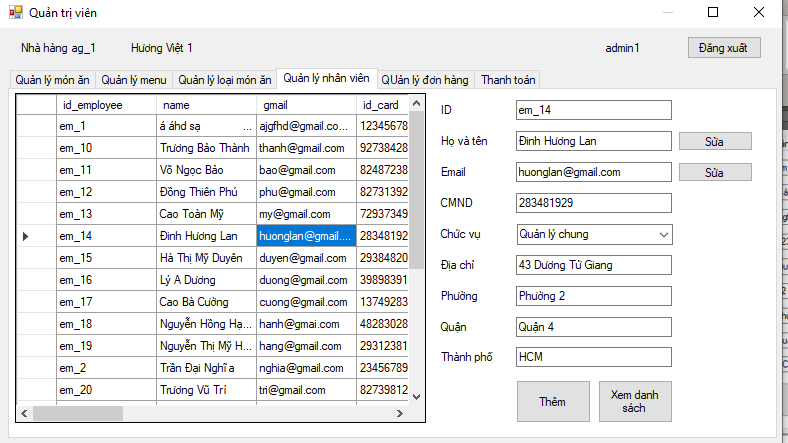 Quản trị viên
Nhà hàng ag_1 Hương Việt 1 admin1 Đăng xuất
Quản lý món ăn Quản lý menu Quản lý loại món ăn Quản lý nhân viên QUản lý đơn hàng Thanh toán
id_employee name gmail id_card
em_1 á áhd sạ ... ajgfhd@gmail.co... 12345678
em_10 Trương Bảo Thành thanh@gmail.com 92738428
em_11 Võ Ngọc Bảo bao@gmail.com 82487238
em_12 Đồng Thiên Phú phu@gmail.com 82731392
em_13 Cao Toàn Mỹ my@gmail.com 72937349
em_14 Đinh Hương Lan huonglan@gmail.... 28348192
em_15 Hà Thị Mỹ Duyên duyen@gmail.com 29384820
em_16 Lý A Dương duong@gmail.com 39898391
em_17 Cao Bà Cường cuong@gmail.com 13749283
em_18 Nguyễn Hồng Hạ... hanh@gmai.com 48283028
em_19 Nguyễn Thị Mỹ H... hang@gmail.com 29312381
em_2 Trần Đại Nghĩa nghia@gmail.com 23456789
em_20 Trương Vũ Trí tri@gmail.com 82739812
ID em_14
Họ và tên Đinh Hương Lan Sửa
Email huonglan@gmail.com Sửa
CMND 283481929
Chức vụ Quản lý chung
Địa chỉ 43 Dương Tử Giang
Phường Phường 2
Quận Quận 4
Thành phố HCM
Thêm Xem danh
sách